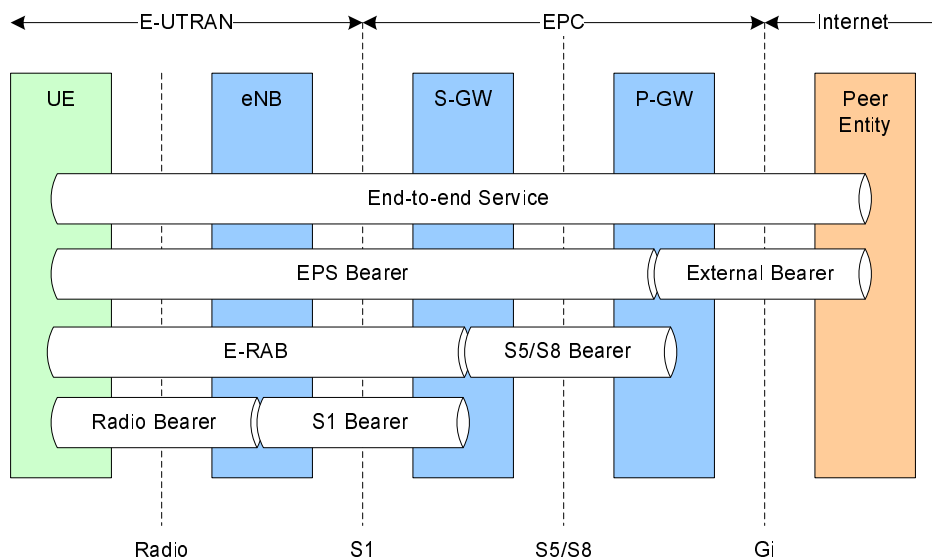 E-UTRAN EPC Internet
UE eNB S-GW P-GW Peer
Entity
End-to-end Service
EPS Bearer External Bearer
E-RAB S5/S8 Bearer
Radio Bearer S1 Bearer
Radio S1 S5/S8 Gi